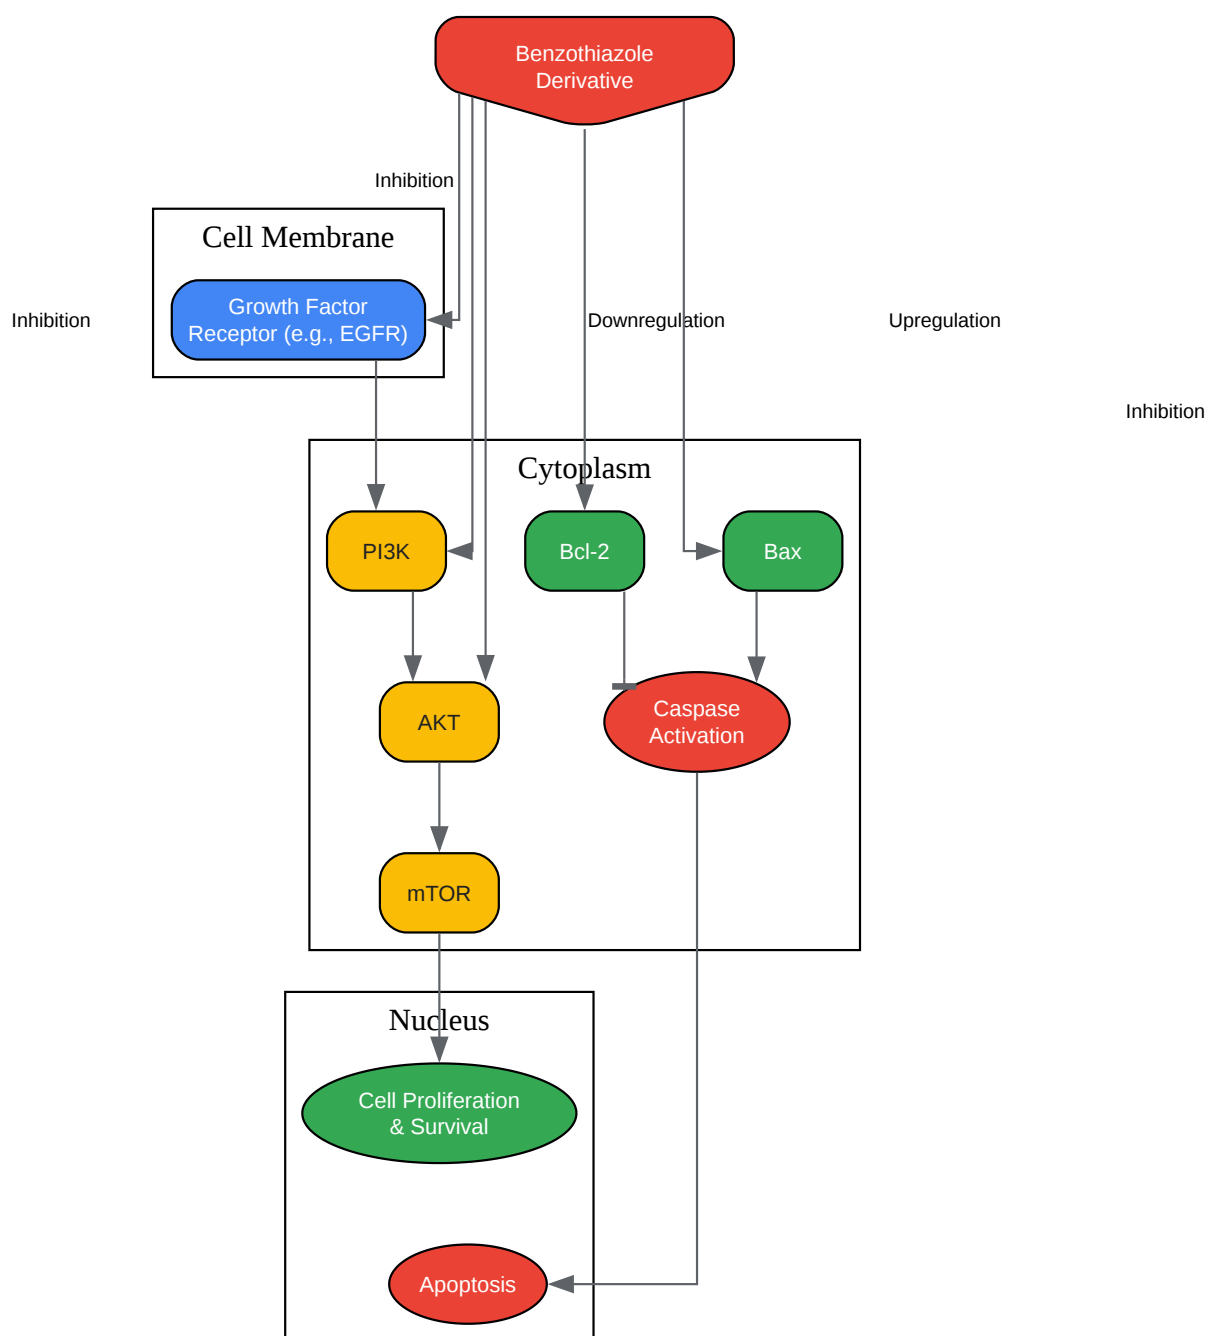 Benzothiazole
Derivative
Inhibition
Cell Membrane
Growth Factor
Receptor (e.g., EGFR)
Inhibition
Downregulation
Upregulation
Inhibition
Cytoplasm
PI3K
Bcl-2
Bax
AKT
Caspase
Activation
mTOR
Nucleus
Cell Proliferation
& Survival
Apoptosis